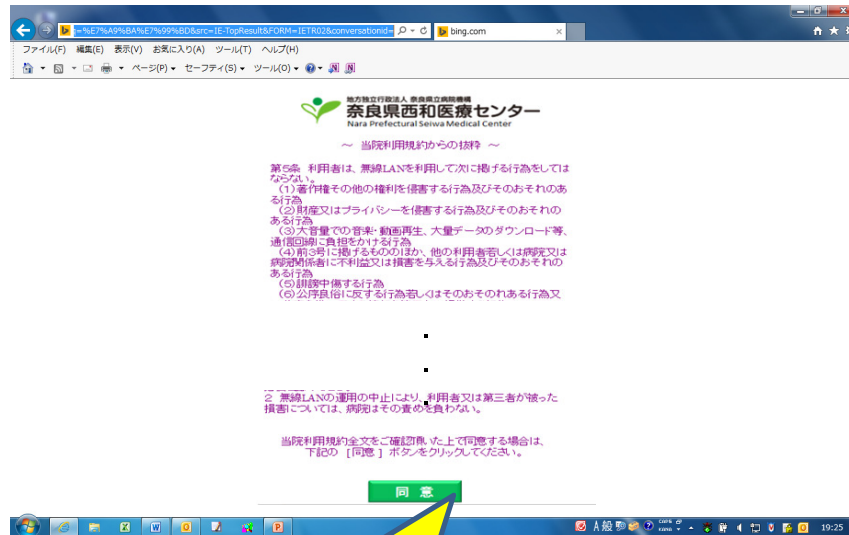 =%E7%A9%BA%E7%99%BD&src=IE-TopResult&FORM=IETR02&conversationid=
bing.com
ファイル(F) 編集(E) 表示(V) お気に入り(A) ツール(T) ヘルプ(H)
ページ(P) セーフティ(S) ツール(O)
地方独立行政法人 奈良県立病院機構
奈良県西和医療センター
Nara Prefectural Seiwa Medical Center
～ 当院利用規約からの抜粋 ～
第5条 利用者は、無線LANを利用して次に掲げる行為をしては
ならない。
(1)著作権その他の権利を侵害する行為及びそのおそれのあ
る行為
(2)財産又はプライバシーを侵害する行為及びそのおそれの
ある行為
(3)大音量での音楽・動画再生、大量データのダウンロード等、
通信回線に負担をかける行為
(4)前3号に掲げるもののほか、他の利用者若しくは病院又は
病院関係者に不利益又は損害を与える行為及びそのおそれの
ある行為
(5)誹謗中傷する行為
(6)公序良俗に反する行為若しくはそのおそのれある行為又
2 無線LANの運用の中止により、利用者又は第三者が被った
損害については、病院はその責めを負わない。
当院利用規約全文をご確認頂いた上で同意する場合は、
下記の [同意] ボタンをクリックしてください。
同 意
A 般
19:25